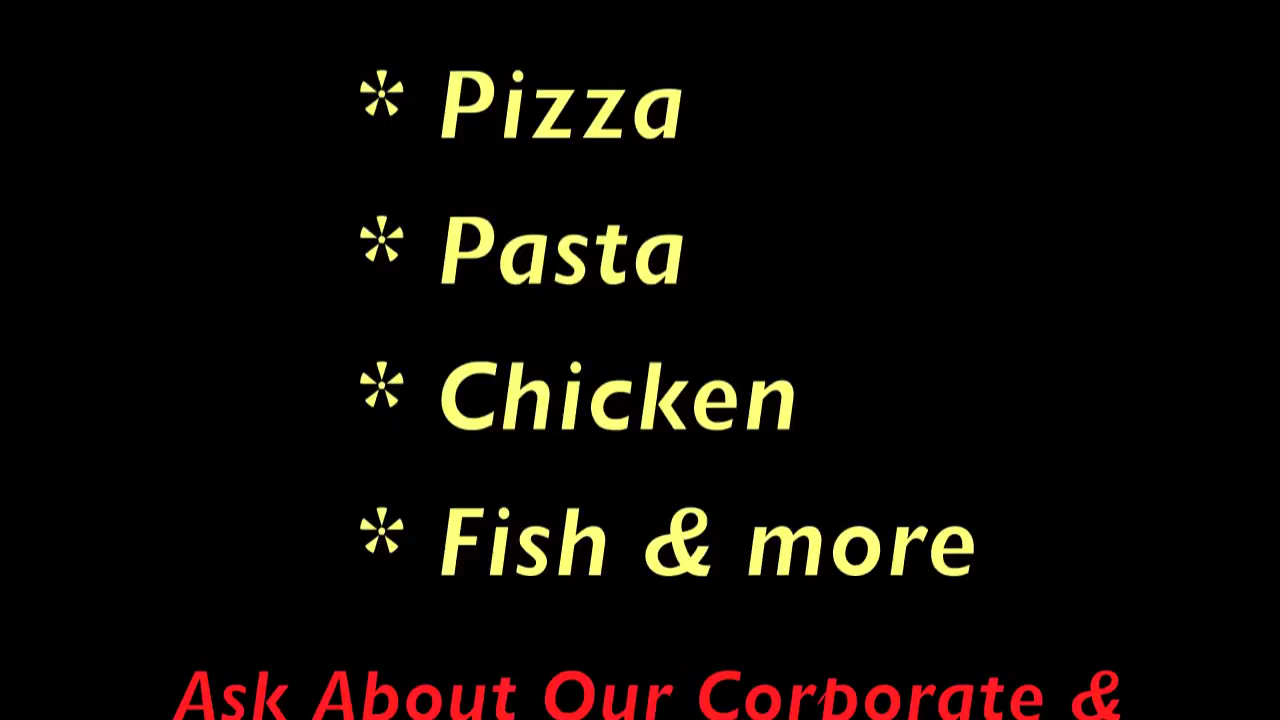 * Pizza
* Pasta
* Chicken
* Fish & more
Ask About Our Corporate &